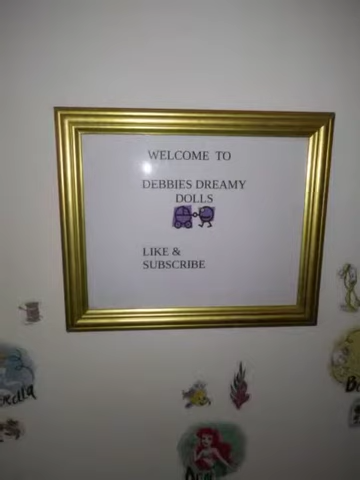 WELCOME TO
DEBBIES DREAMY
DOLLS
LIKE &
SUBSCRIBE